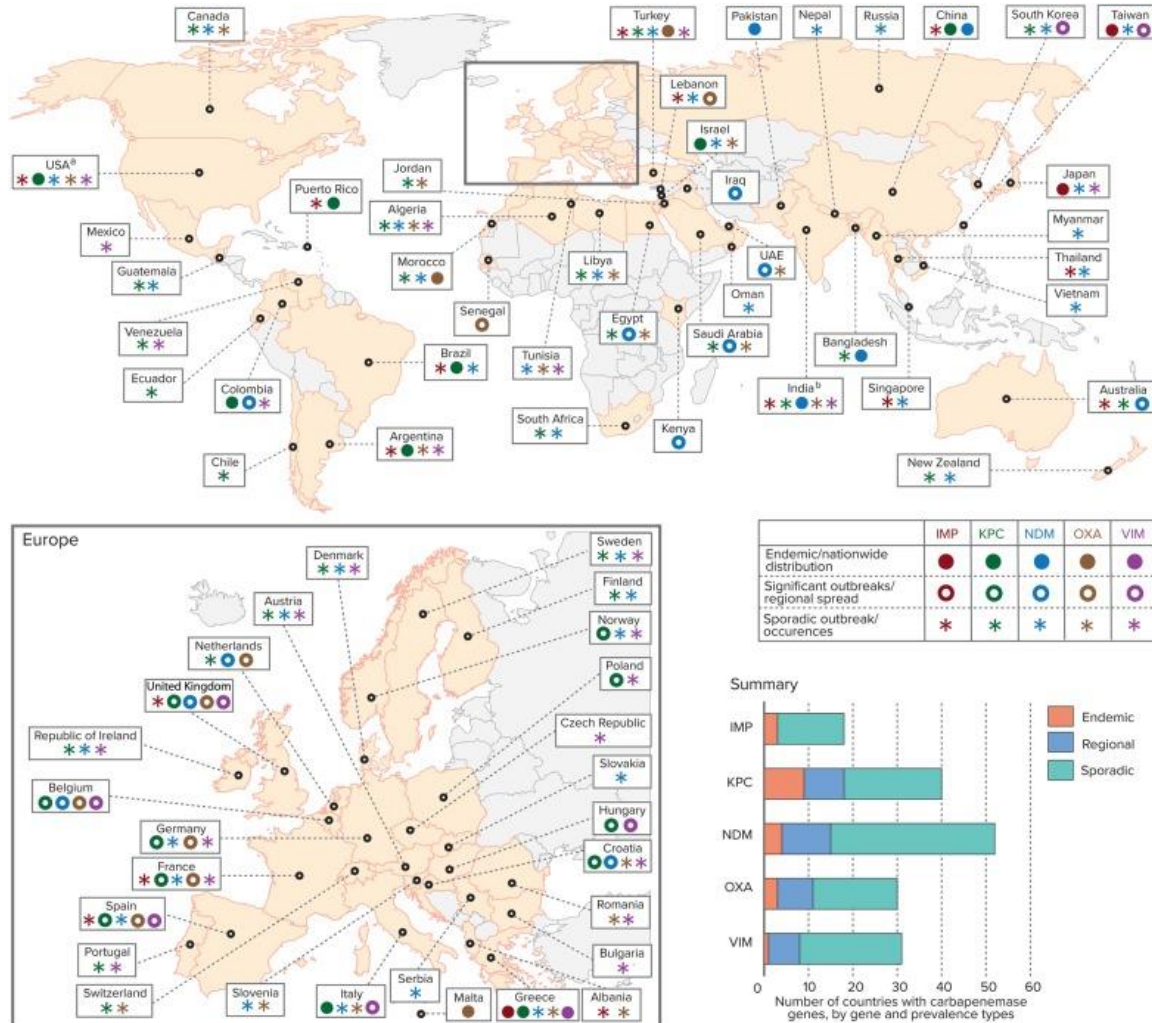 Canada
Turkey
Pakistan
Nepal
Russia
China
South Korea
Taiwan
Lebanon
Israel
Iraq
USAa
Puerto Rico
Jordan
Algeria
Japan
Mexico
Morocco
Libya
UAE
Myanmar
Guatemala
Senegal
Oman
Thailand
Vietnam
Venezuela
Egypt
Saudi Arabia
Bangladesh
Ecuador
Colombia
Brazil
Tunisia
Indiab
Singapore
Australia
South Africa
Kenya
Argentina
Chile
New Zealand
Europe
Denmark
Sweden
Austria
Finland
Netherlands
Norway
United Kingdom
Poland
Republic of Ireland
Czech Republic
Belgium
Slovakia
Germany
Hungary
France
Croatia
Spain
Romania
Portugal
Bulgaria
Switzerland
Slovenia
Italy
Serbia
Malta
Greece
Albania
IMP KPC NDM OXA VIM
Endemic/nationwide
distribution
Significant outbreaks/
regional spread
Sporadic outbreak/
occurences
Summary
IMP
KPC
NDM
OXA
VIM
Endemic
Regional
Sporadic
0 10 20 30 40 50 60
Number of countries with carbapenemase
genes, by gene and prevalence types